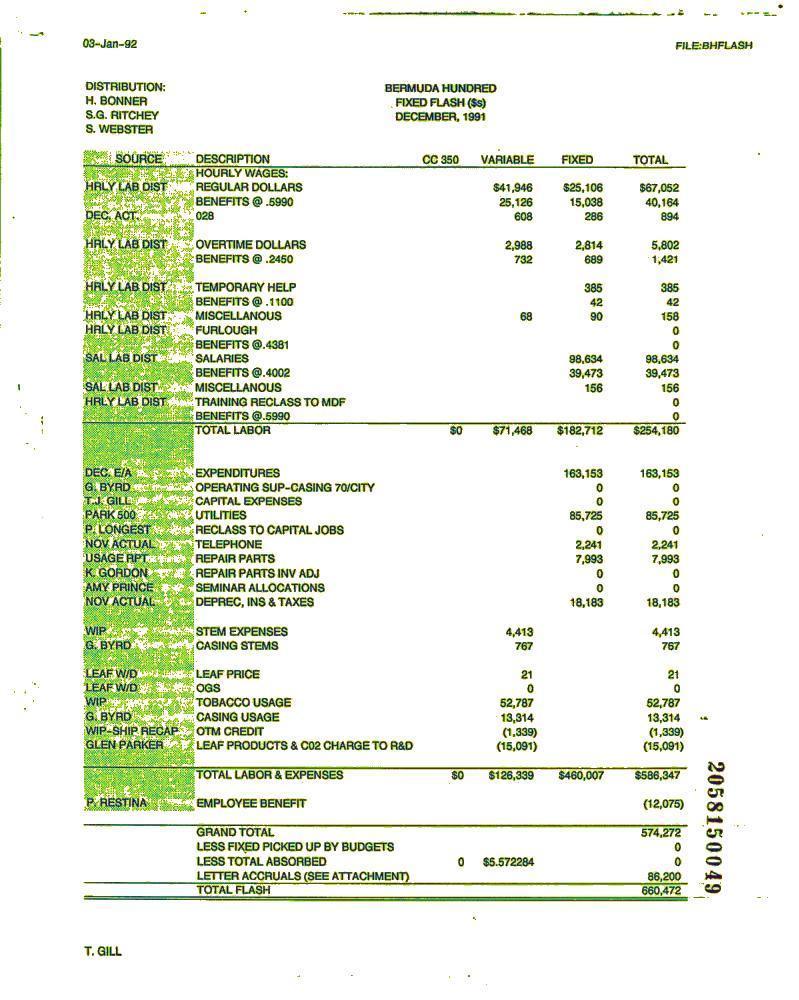 03-Jan-92 FILE:BHFLASH
DISTRIBUTION: BERMUDA HUNDRED
H. BONNER FIXED FLASH ($s)
S.G. RITCHEY DECEMBER, 1991
S. WEBSTER
SOURCE DESCRIPTION CC 350 VARIABLE FIXED TOTAL
HOURLY WAGES:
HRLY LAB DIST REGULAR DOLLARS $41,946 $25,106 $67,052
BENEFITS @ .5990 25,126 15,038 40,164
DEC. ACT. 028 608 286 894
HRLY LAB DIST OVERTIME DOLLARS 2,988 2,814 5,802
BENEFITS @ .2450 732 689 1,421
HRLY LAB DIST TEMPORARY HELP 385 385
BENEFITS @ .1100 42 42
HRLY LAB DIST MISCELLANOUS 68 90 158
HRLY LAB DIST FURLOUGH 0
BENEFITS @.4381 0
SAL LAB DIST SALARIES 98,634 98,634
BENEFITS @.4002 39,473 39,473
SAL LAB DIST MISCELLANOUS 156 156
HRLY LAB DIST TRAINING RECLASS TO MDF 0
BENEFITS @.5990 0
TOTAL LABOR $0 $71,468 $182,712 $254,180
DEC. E/A EXPENDITURES 163,153 163,153
G. BYRD OPERATING SUP-CASING 70/CITY 0 0
T.J. GILL CAPITAL EXPENSES 0 0
PARK 500 UTILITIES 85,725 85,725
P. LONGEST RECLASS TO CAPITAL JOBS 0 0
NOV ACTUAL TELEPHONE 2,241 2,241
USAGE RPT REPAIR PARTS 7,993 7,993
K. GORDON REPAIR PARTS INV ADJ 0 0
AMY PRINCE SEMINAR ALLOCATIONS 0 0
NOV ACTUAL DEPREC, INS & TAXES 18,183 18,183
WIP STEM EXPENSES 4,413 4,413
G. BYRD CASING STEMS 767 767
LEAF W/D LEAF PRICE 21 21
LEAF W/D OGS 0 0
WIP TOBACCO USAGE 52,787 52,787
G. BYRD CASING USAGE 13,314 13,314
WIP-SHIP RECAP OTM CREDIT (1,339) (1,339)
GLEN PARKER LEAF PRODUCTS & C02 CHARGE TO R&D (15,091) (15,091)
TOTAL LABOR & EXPENSES $0 $126,339 $460,007 $586,347
P. RESTINA EMPLOYEE BENEFIT (12,075)
GRAND TOTAL 574,272
LESS FIXED PICKED UP BY BUDGETS 0
LESS TOTAL ABSORBED 0 $5.572284 0
LETTER ACCRUALS (SEE ATTACHMENT) 86,200
TOTAL FLASH 660,472
2058150049
T. GILL